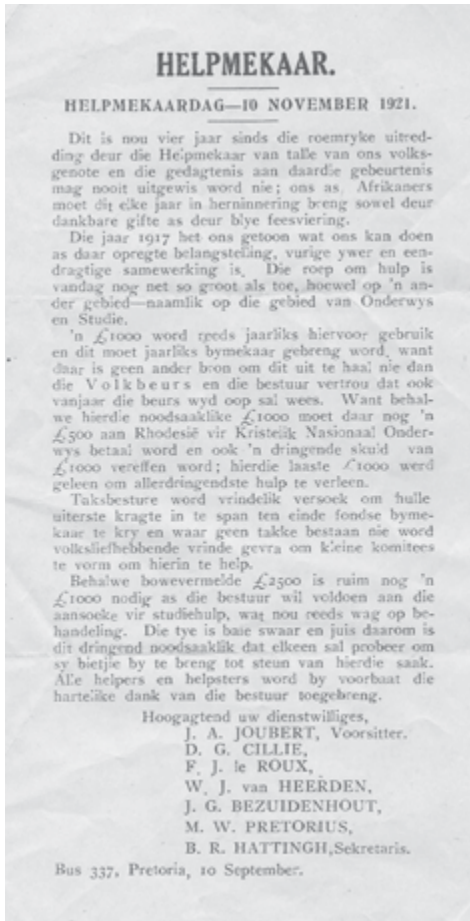 HELPMEKAAR.
HELPMEKAARDAG—10 NOVEMBER 1921.
Dit is nou vier jaar sinds die roemryke uitred-
ding deur die Helpmekaar van talle van ons volks-
genote en die gedagtenis aan daardie gebeurtenis
mag nooit uitgewis word nie; ons as Afrikaners
moet dit elke jaar in herninnering breng sowel deur
dankbare gifte as deur blye feesviering.
Die jaar 1917 het ons getoon wat ons kan doen
as daar opregte belangstelling, vurige ywer en een-
dragtige samewerking is. Die roep om hulp is
vandag nog net so groot als toe, hoewel op 'n an-
der gebied—naamlik op die gebied van Onderwys
en Studie.
'n £1000 word reeds jaarliks hiervoor gebruik
en dit moet jaarliks bymekaar gebreng word, want
daar is geen ander bron om dit uit te haal nie dan
die Volkbeurs en die bestuur vertrou dat ook
vanjaar die beurs wyd oop sal wees. Want behal-
we hierdie noodsaaklike £1000 moet daar nog 'n
£500 aan Rhodesië vir Kristelik Nasionaal Onder-
wys betaal word en ook 'n dringende skuld van
£1000 vereffen word; hierdie laaste £1000 werd
geleen om allerdringendste hulp te verleen.
Taksbesture word vrindelik versoek om hulle
uiterste kragte in te span ten einde fondse byme-
kaar te kry en waar geen takke bestaan nie word
volksliefhebbende vrinde gevra om kleine komitees
te vorm om hierin te help.
Behalwe bowevermelde £2500 is ruim nog 'n
£1000 nodig as die bestuur wil voldoen aan die
aansoeke vir studiehulp, wat nou reeds wag op be-
handeling. Die tye is baie swaar en juis daarom is
dit dringend noodsaaklik dat elkeen sal probeer om
sy bietjie by te breng tot steun van hierdie saak.
Alle helpers en helpsters word by voorbaat die
hartelike dank van die bestuur toegebreng.
Hoogagtend uw dienstwilliges,
J. A. JOUBERT, Voorsitter.
D. G. CILLIE,
F. J. le ROUX,
W. J. van HEERDEN,
J. G. BEZUIDENHOUT,
M. W. PRETORIUS,
B. R. HATTINGH, Sekretaris.
Bus 337, Pretoria, 10 September.